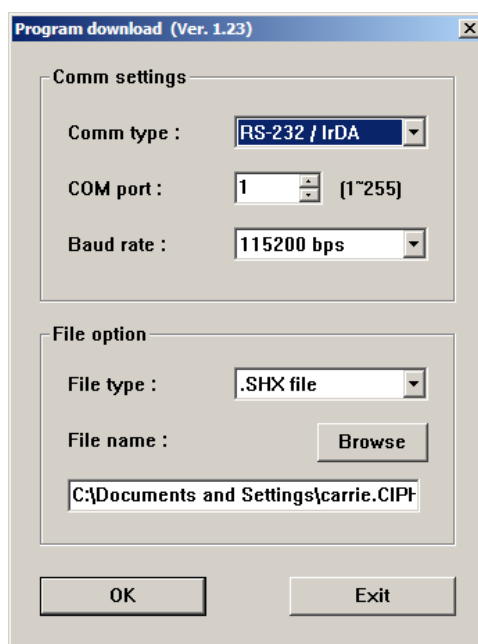 Program download (Ver. 1.23)
Comm settings
Comm type : RS-232 / IrDA
COM port : 1 (1~255)
Baud rate : 115200 bps
File option
File type : .SHX file
File name : Browse
C:\Documents and Settings\carrie.CIPH
OK Exit